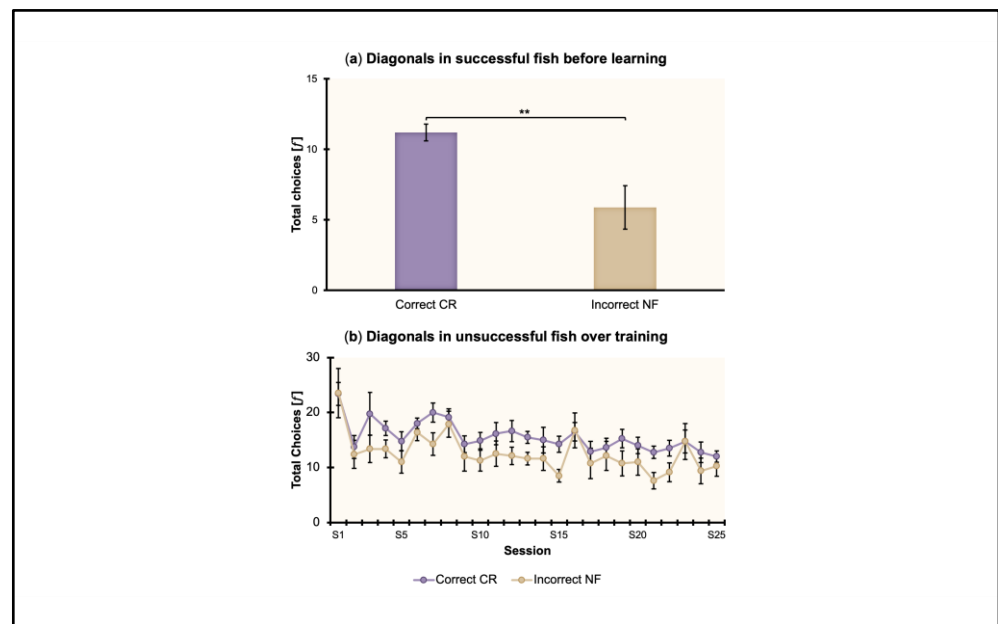 (a) Diagonals in successful fish before learning
15
**
10
Total choices [f]
5
0
Correct CR
Incorrect NF
(b) Diagonals in unsuccessful fish over training
30
20
Total Choices [f]
10
0
S1
S5
S10
S15
S20
S25
Session
Correct CR
Incorrect NF